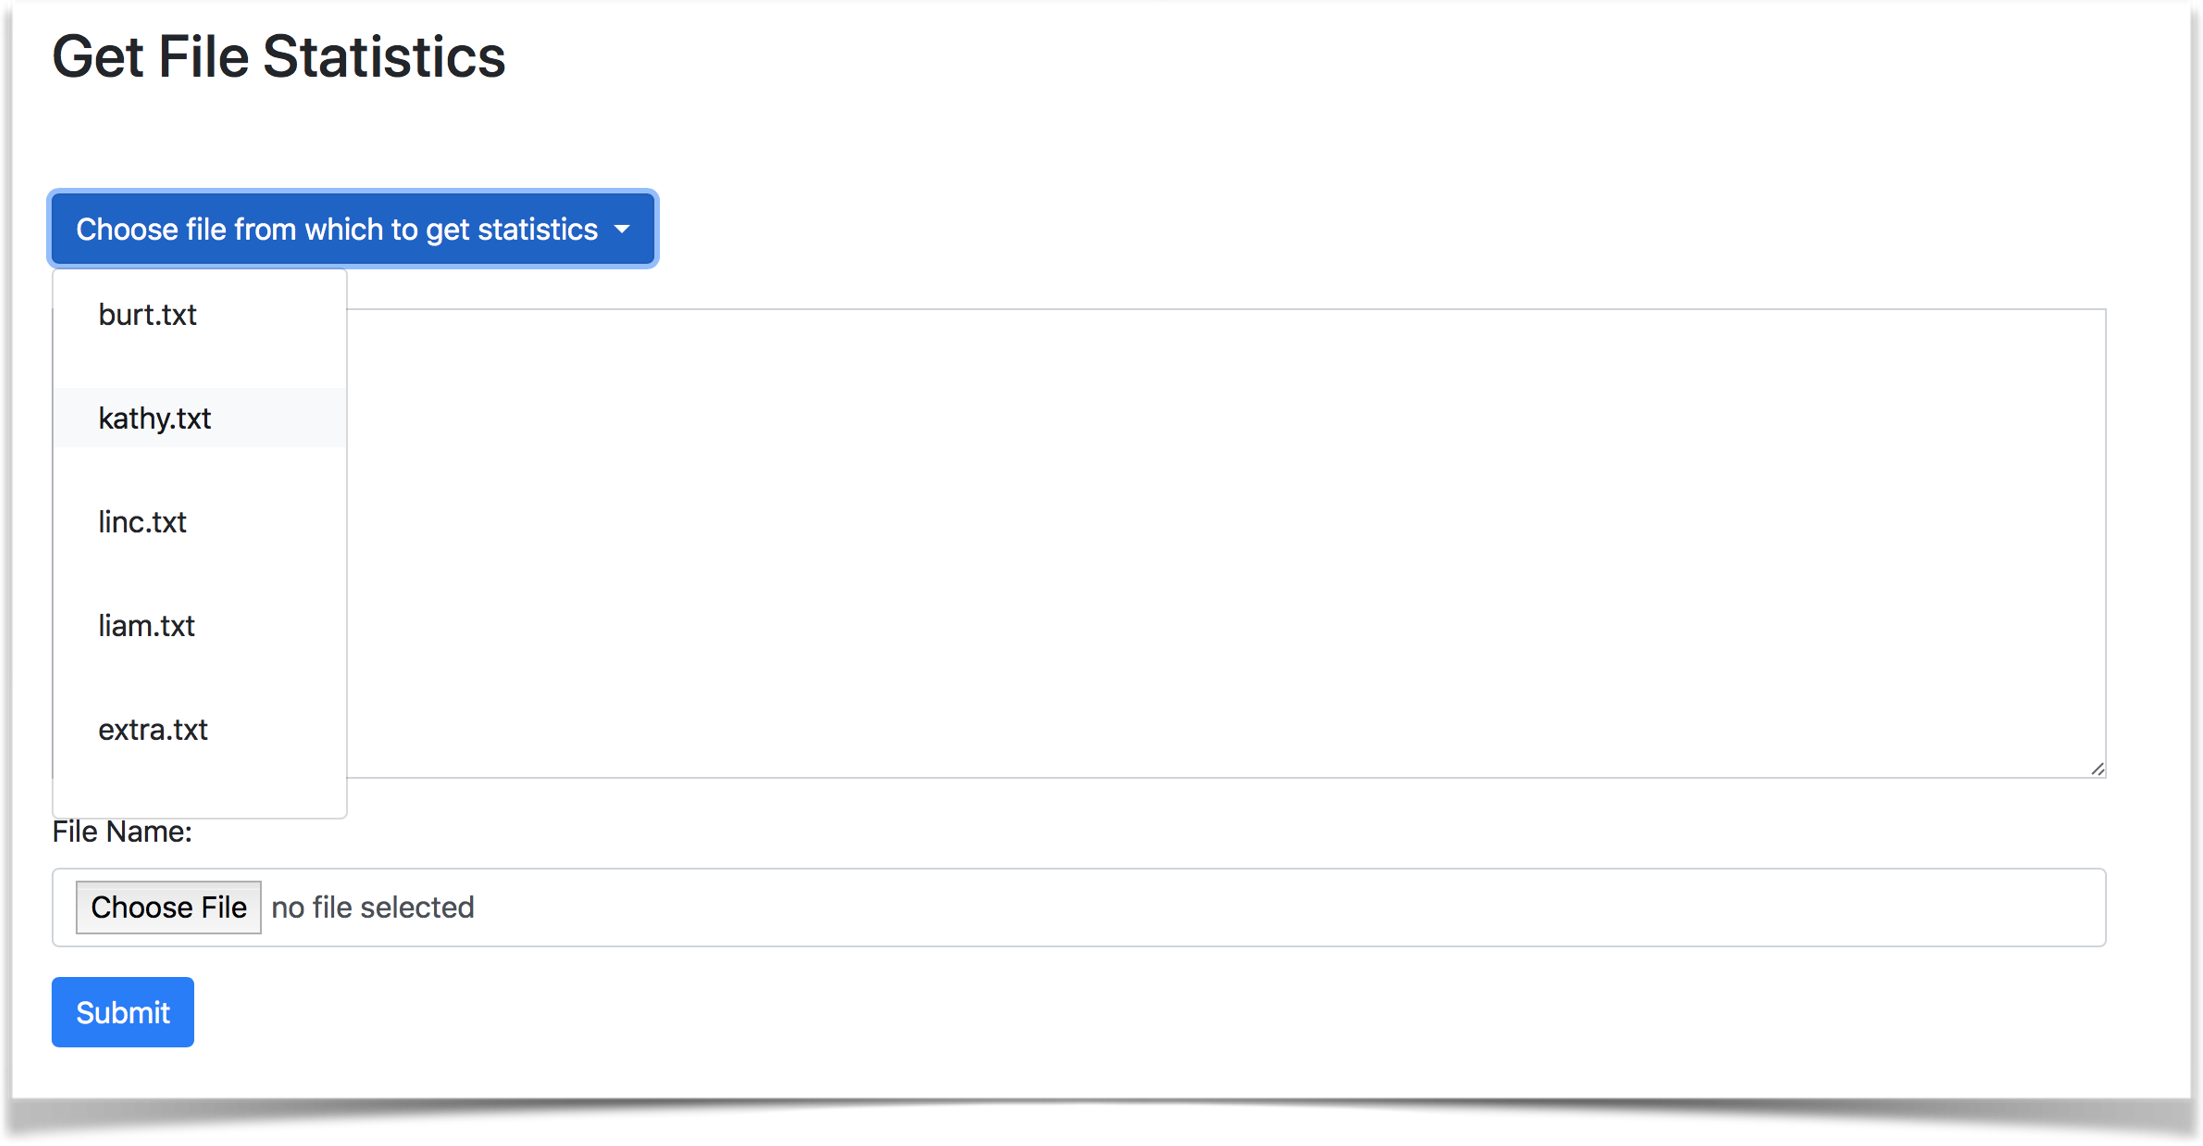 Get File Statistics
Choose file from which to get statistics
burt.txt
kathy.txt
linc.txt
liam.txt
extra.txt
File Name:
Choose File no file selected
Submit